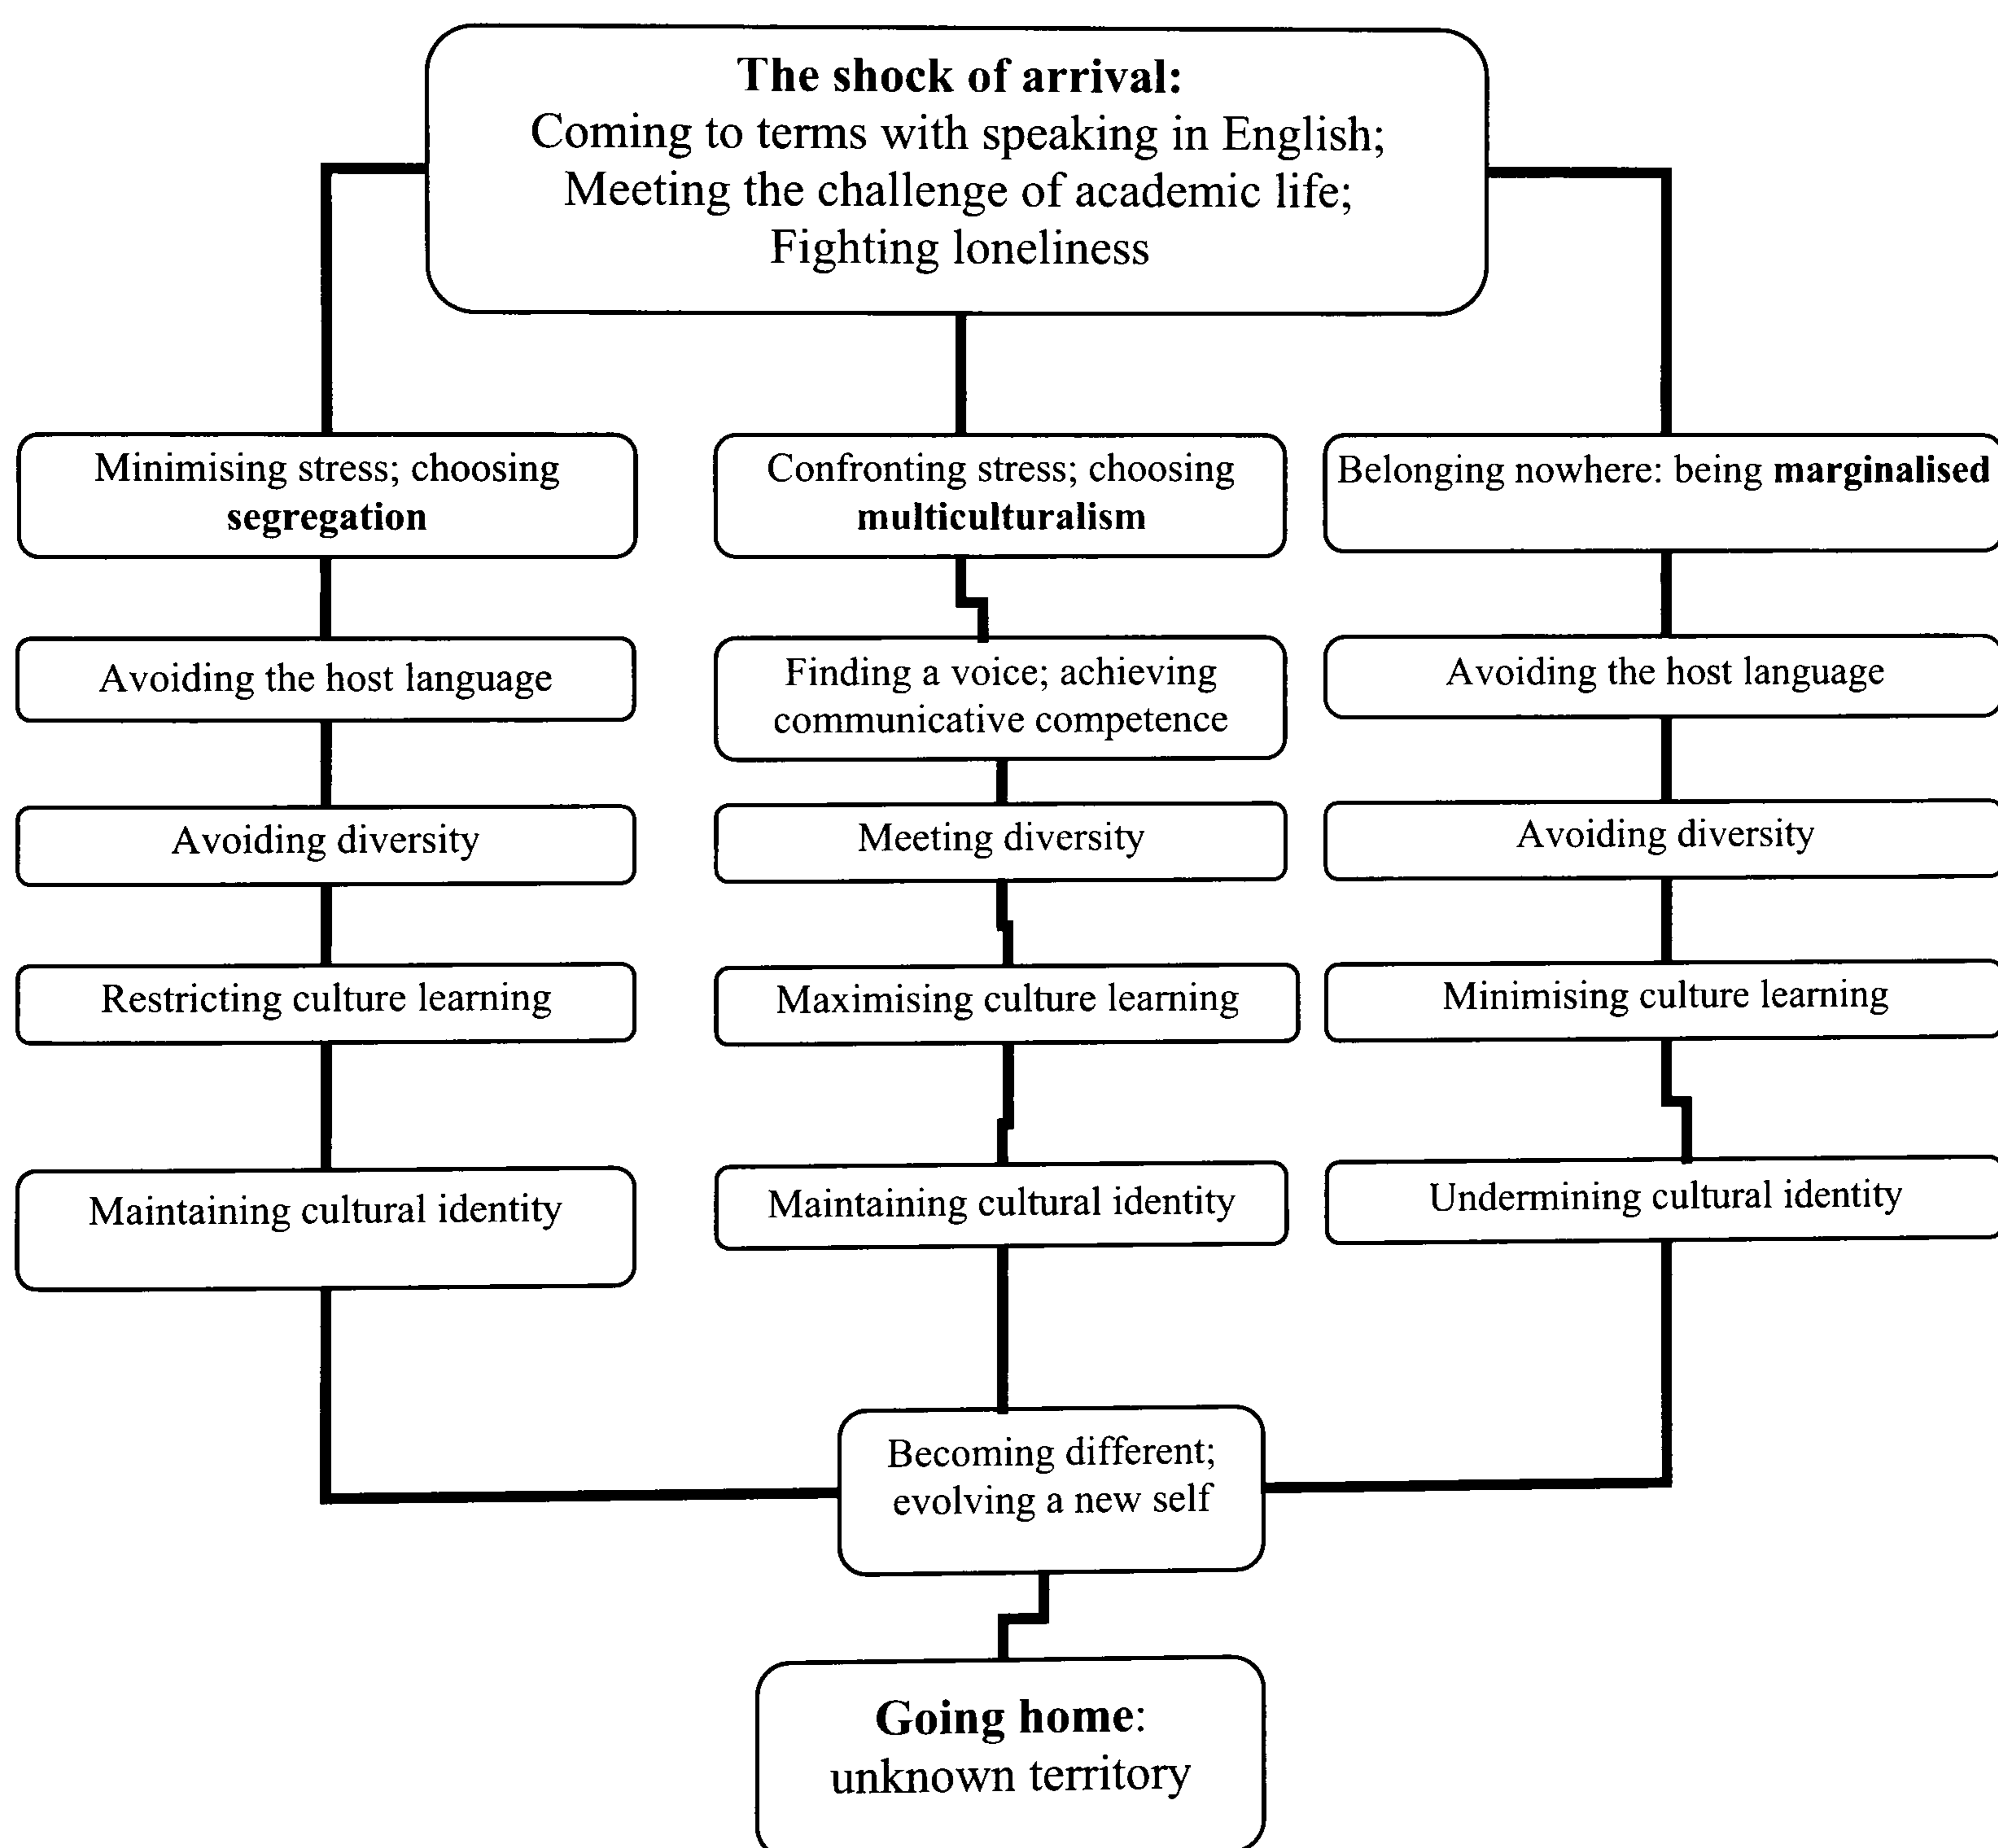 The shock of arrival:
Coming to terms with speaking in English;
Meeting the challenge of academic life;
Fighting loneliness
Minimising stress; choosing
segregation
Confronting stress; choosing
multiculturalism
Belonging nowhere: being marginalised
Avoiding the host language
Finding a voice; achieving
communicative competence
Avoiding the host language
Avoiding diversity
Meeting diversity
Avoiding diversity
Restricting culture learning
Maximising culture learning
Minimising culture learning
Maintaining cultural identity
Maintaining cultural identity
Undermining cultural identity
Becoming different;
evolving a new self
Going home:
unknown territory